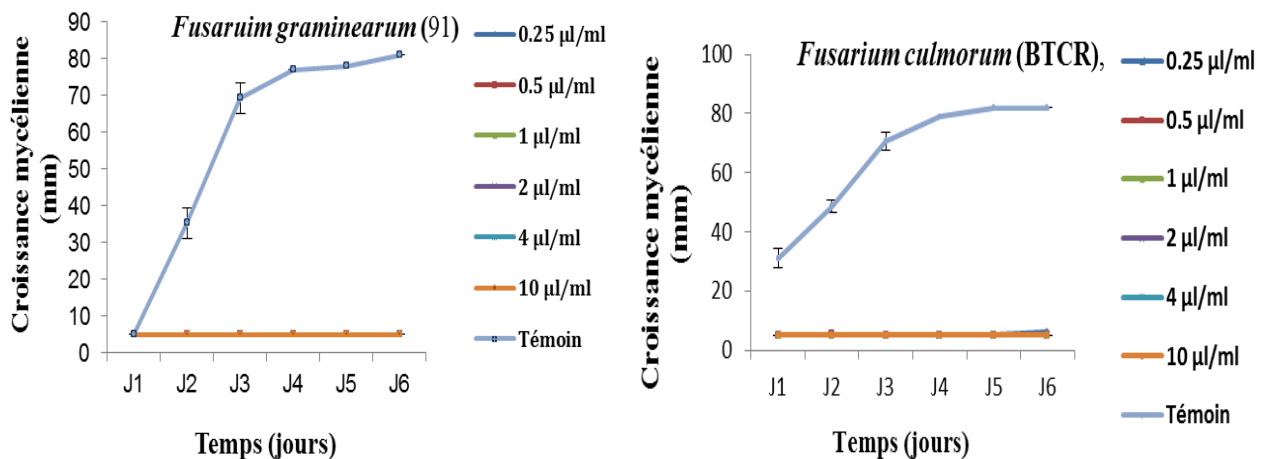 Fusaruim graminearum (91)
Croissance mycélienne
(mm)
90
80
70
60
50
40
30
20
10
0
J1 J2 J3 J4 J5 J6
Temps (jours)
0.25 µl/ml
0.5 µl/ml
1 µl/ml
2 µl/ml
4 µl/ml
10 µl/ml
Témoin
Fusarium culmorum (BTCR),
Croissance mycélienne
(mm)
100
80
60
40
20
0
J1 J2 J3 J4 J5 J6
Temps (jours)
0.25 µl/ml
0.5 µl/ml
1 µl/ml
2 µl/ml
4 µl/ml
10 µl/ml
Témoin